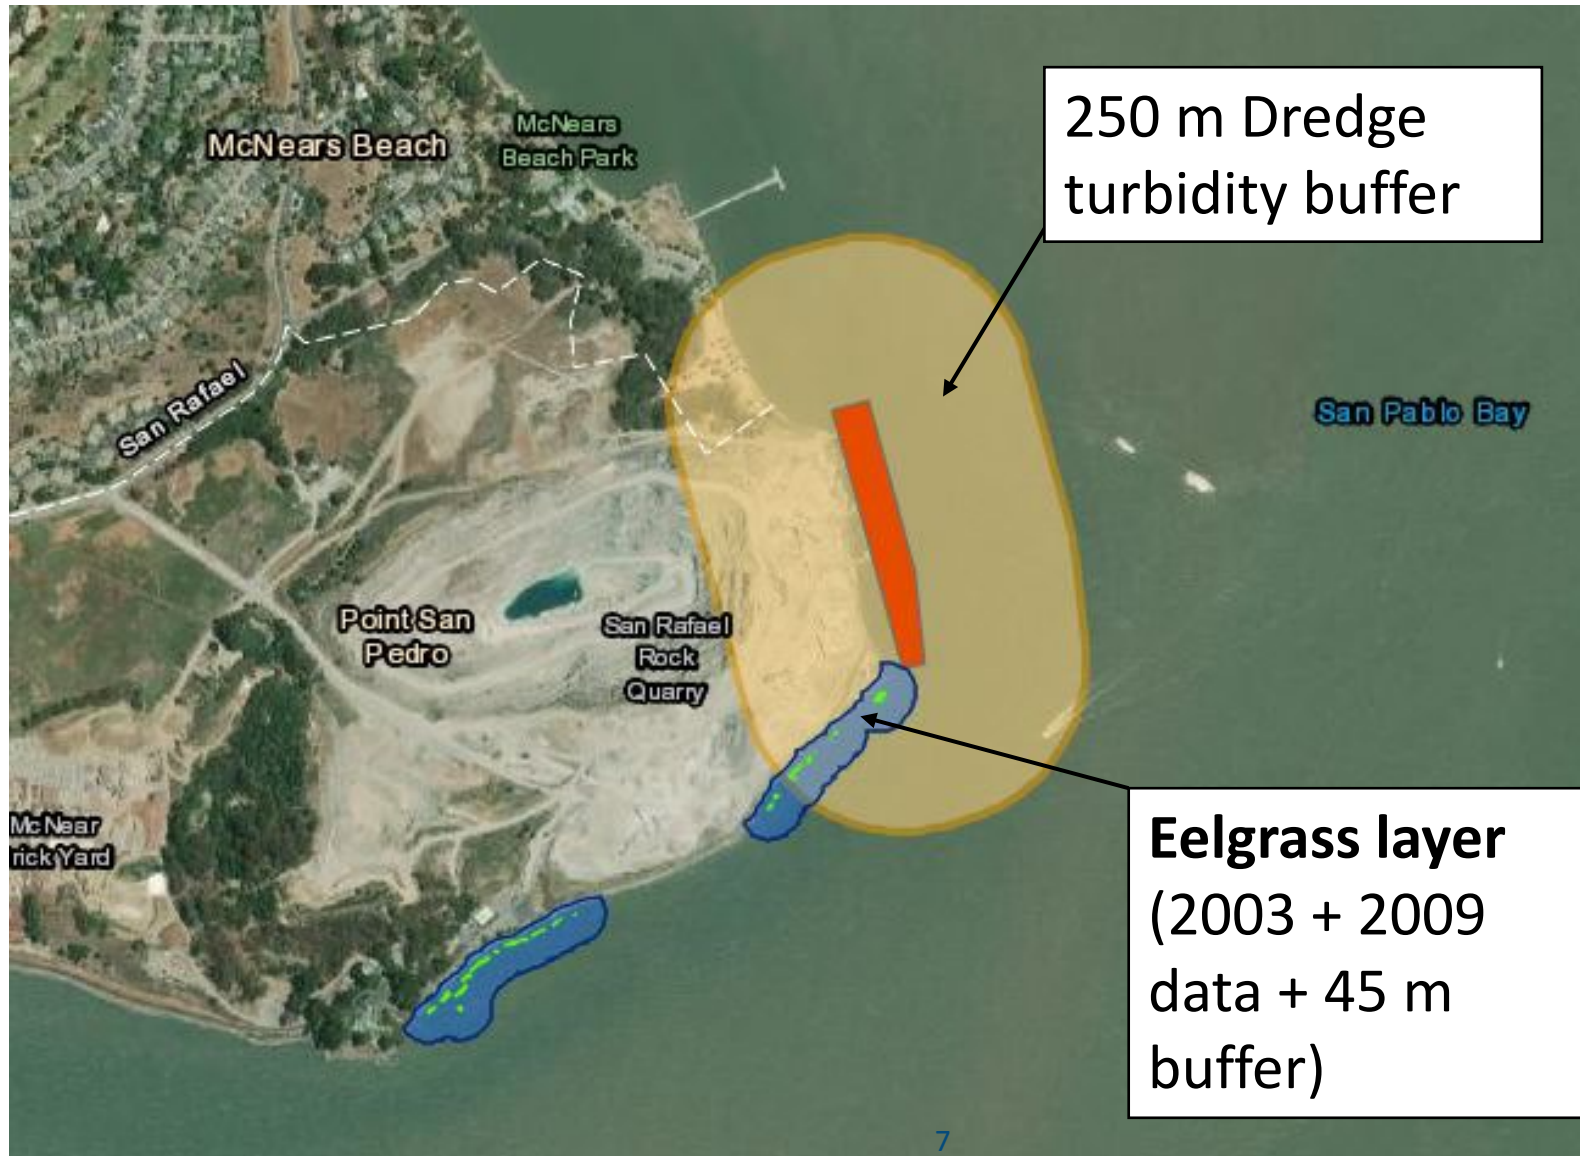 McNears Beach
McNears
Beach Park
250 m Dredge
turbidity buffer
San Rafael
San Pablo Bay
Point San
Pedro
San Rafael
Rock
Quarry
McNear
rick Yard
Eelgrass layer
(2003 + 2009
data + 45 m
buffer)
7